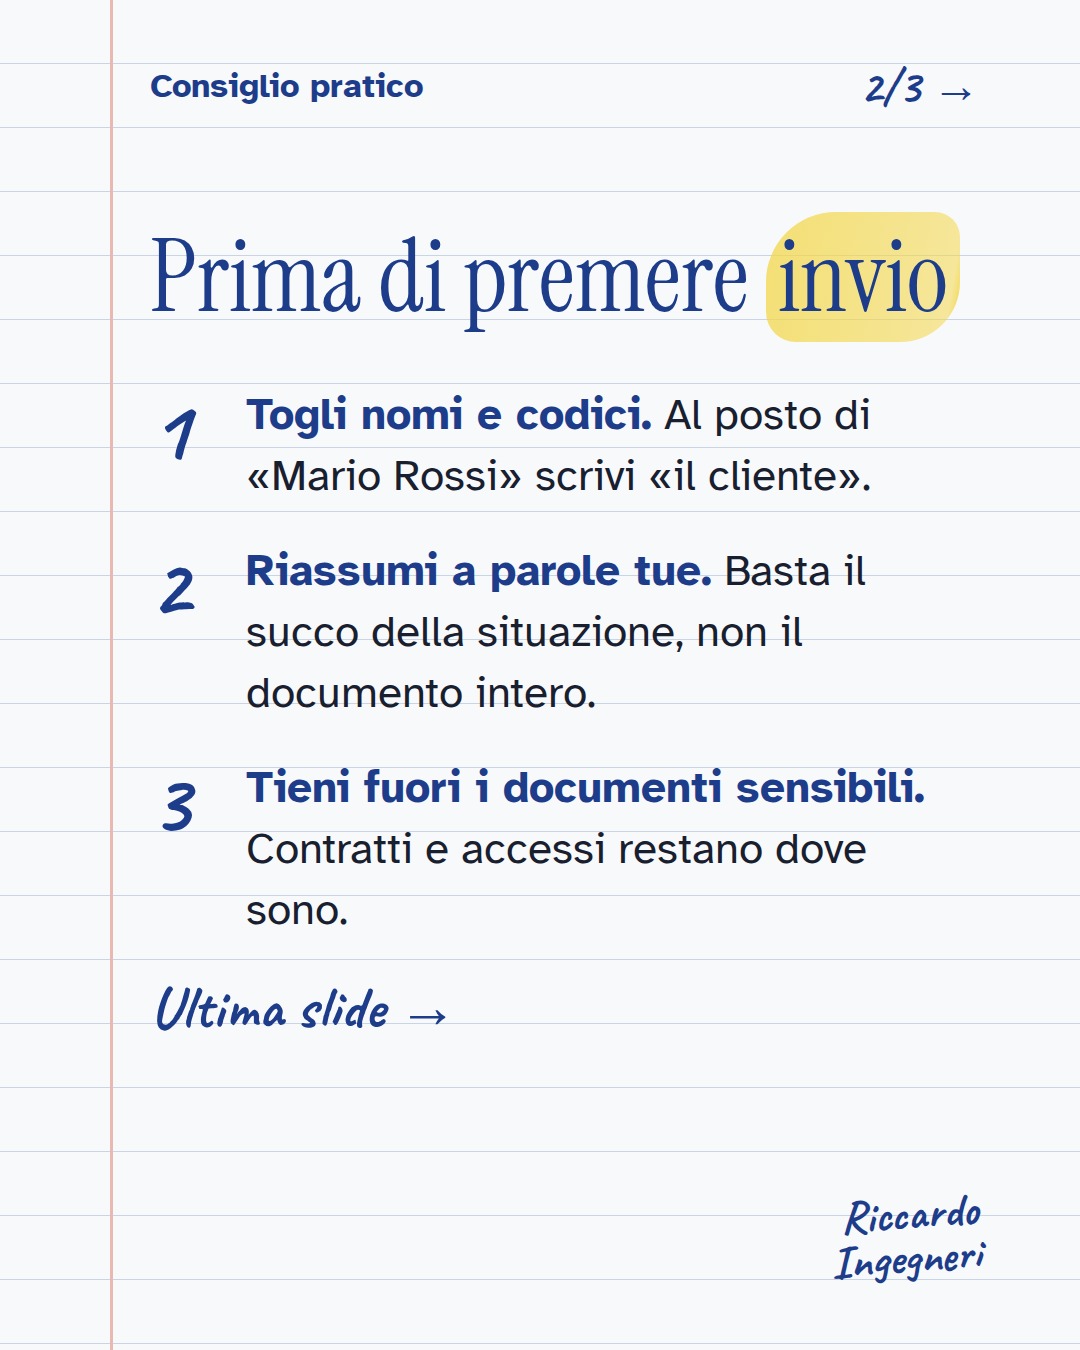 Consiglio pratico
2/3 →
Prima di premere invio
1
Togli nomi e codici. Al posto di
«Mario Rossi» scrivi «il cliente».
2
Riassumi a parole tue. Basta il
succo della situazione, non il
documento intero.
3
Tieni fuori i documenti sensibili.
Contratti e accessi restano dove
sono.
Ultima slide →
Riccardo
Ingegneri